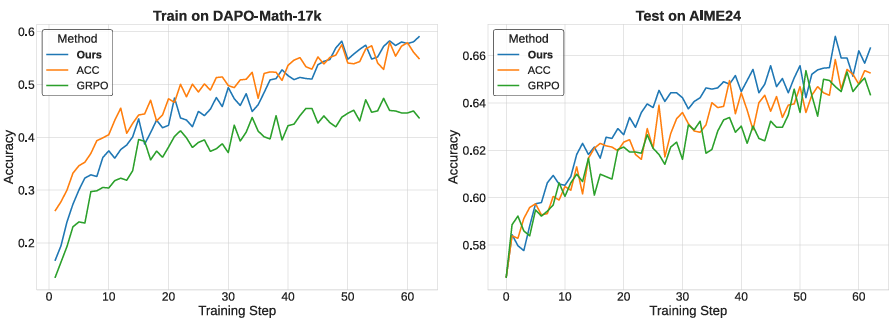 Train on DAPO-Math-17k
Accuracy
0.6
0.5
0.4
0.3
0.2
Method
Ours
ACC
GRPO
0
10
20
30
40
50
60
Training Step
Test on AIME24
Accuracy
0.66
0.64
0.62
0.60
0.58
Method
Ours
ACC
GRPO
0
10
20
30
40
50
60
Training Step